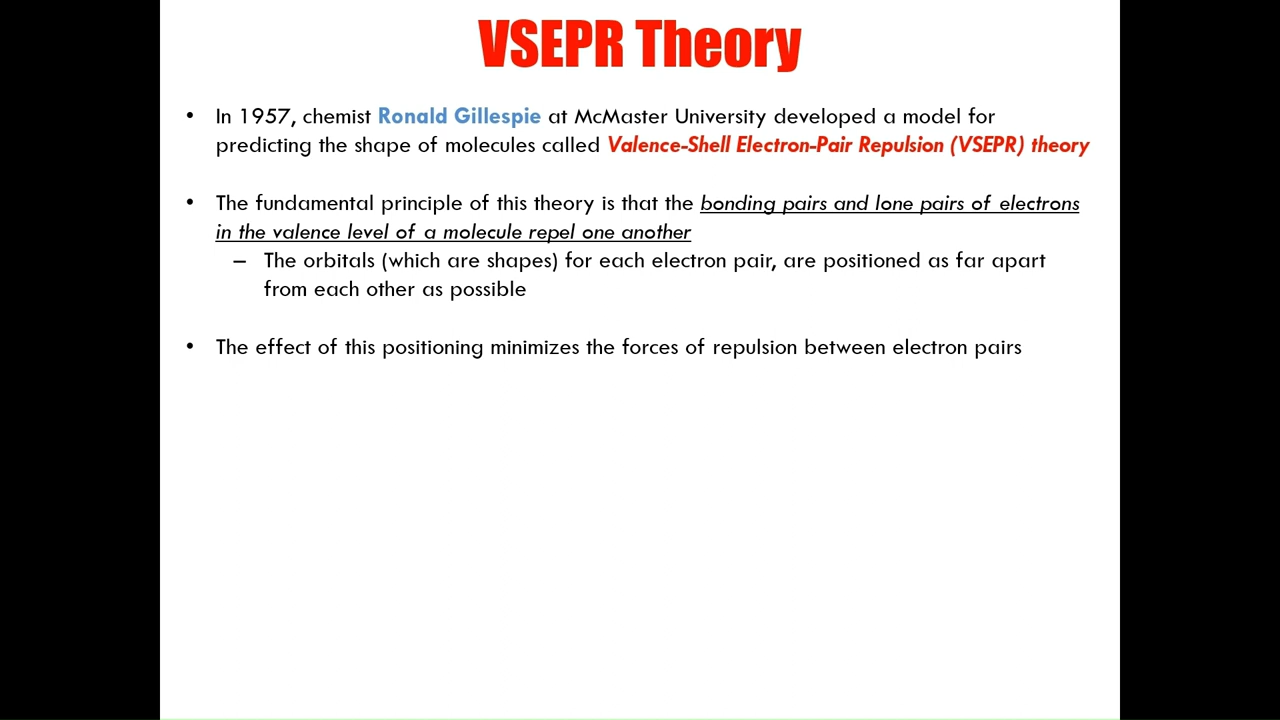 VSEPR Theory
• In 1957, chemist Ronald Gillespie at McMaster University developed a model for
predicting the shape of molecules called Valence-Shell Electron-Pair Repulsion (VSEPR) theory
• The fundamental principle of this theory is that the bonding pairs and lone pairs of electrons
in the valence level of a molecule repel one another
– The orbitals (which are shapes) for each electron pair, are positioned as far apart
from each other as possible
• The effect of this positioning minimizes the forces of repulsion between electron pairs